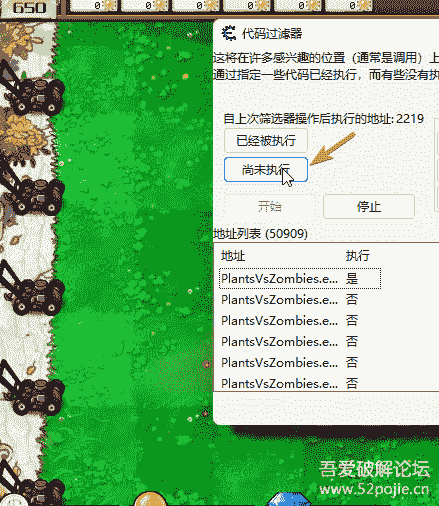 650
0 0 0 0 0 0
代码过滤器
这将在许多感兴趣的位置（通常是调用）上
通过指定一些代码已经执行，而有些没有执
自上次筛选器操作后执行的地址:2219
已经被执行
尚未执行
开始 停止
地址列表 (50909)
地址 执行
PlantsVsZombies.e... 是
PlantsVsZombies.e... 否
PlantsVsZombies.e... 否
PlantsVsZombies.e... 否
PlantsVsZombies.e... 否
PlantsVsZombies.e... 否
吾爱破解论坛
www.52pojie.cn